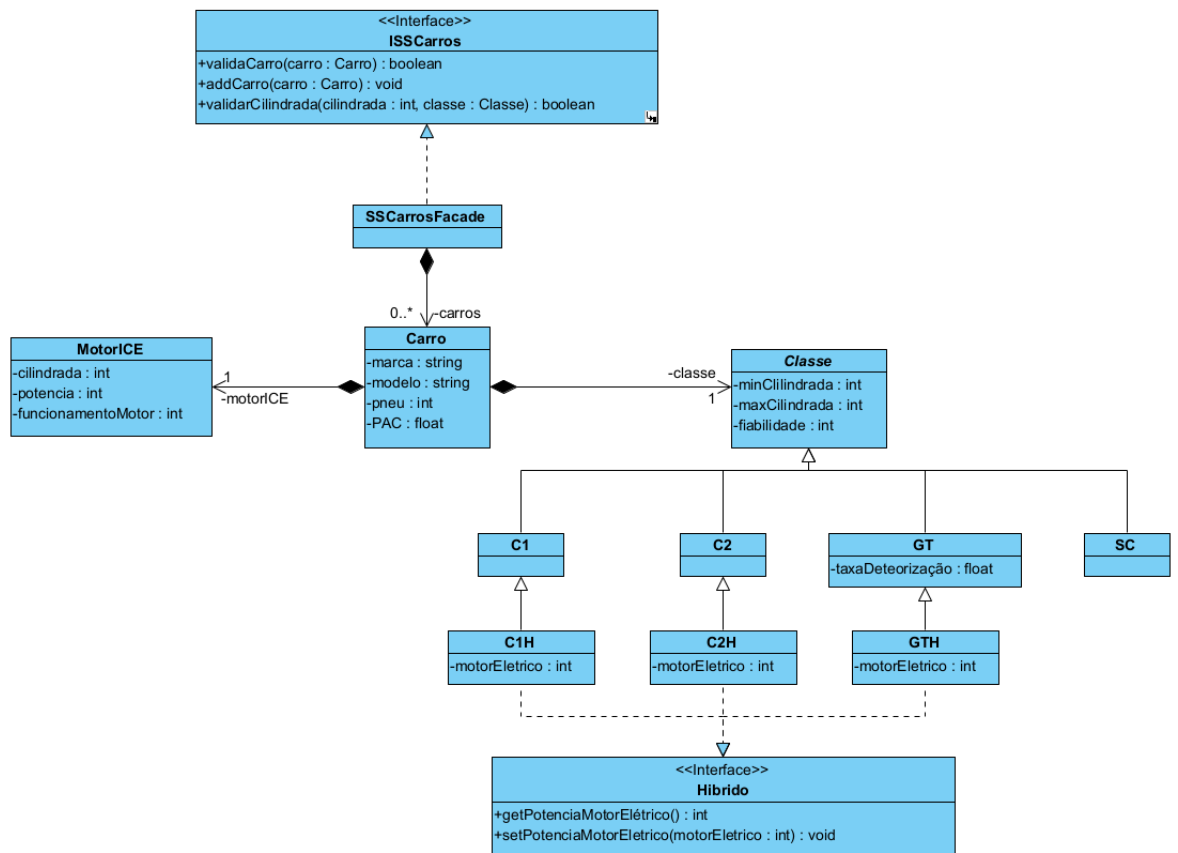 <<Interface>>
ISSCarros
+validaCarro(carro : Carro) : boolean
+addCarro(carro : Carro) : void
+validarCilindrada(cilindrada : int, classe : Classe) : boolean
SSCarrosFacade
0..*
-carros
MotorICE
-cilindrada : int
-potencia : int
-funcionamentoMotor : int
1
-motorICE
Carro
-marca : string
-modelo : string
-pneu : int
-PAC : float
-classe
1
Classe
-minClilindrada : int
-maxCilindrada : int
-fiabilidade : int
C1
C2
GT
-taxaDeteorização : float
SC
C1H
-motorEletrico : int
C2H
-motorEletrico : int
GTH
-motorEletrico : int
<<Interface>>
Hibrido
+getPotenciaMotorElétrico() : int
+setPotenciaMotorEletrico(motorEletrico : int) : void